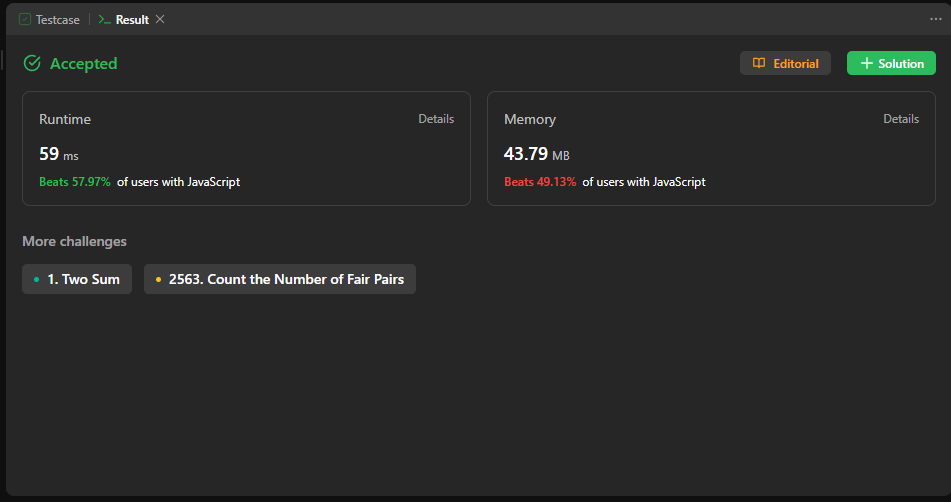 Testcase
Result
Accepted
Editorial
Solution
Runtime
Details
59 ms
Beats 57.97% of users with JavaScript
Memory
Details
43.79 MB
Beats 49.13% of users with JavaScript
More challenges
1. Two Sum
2563. Count the Number of Fair Pairs